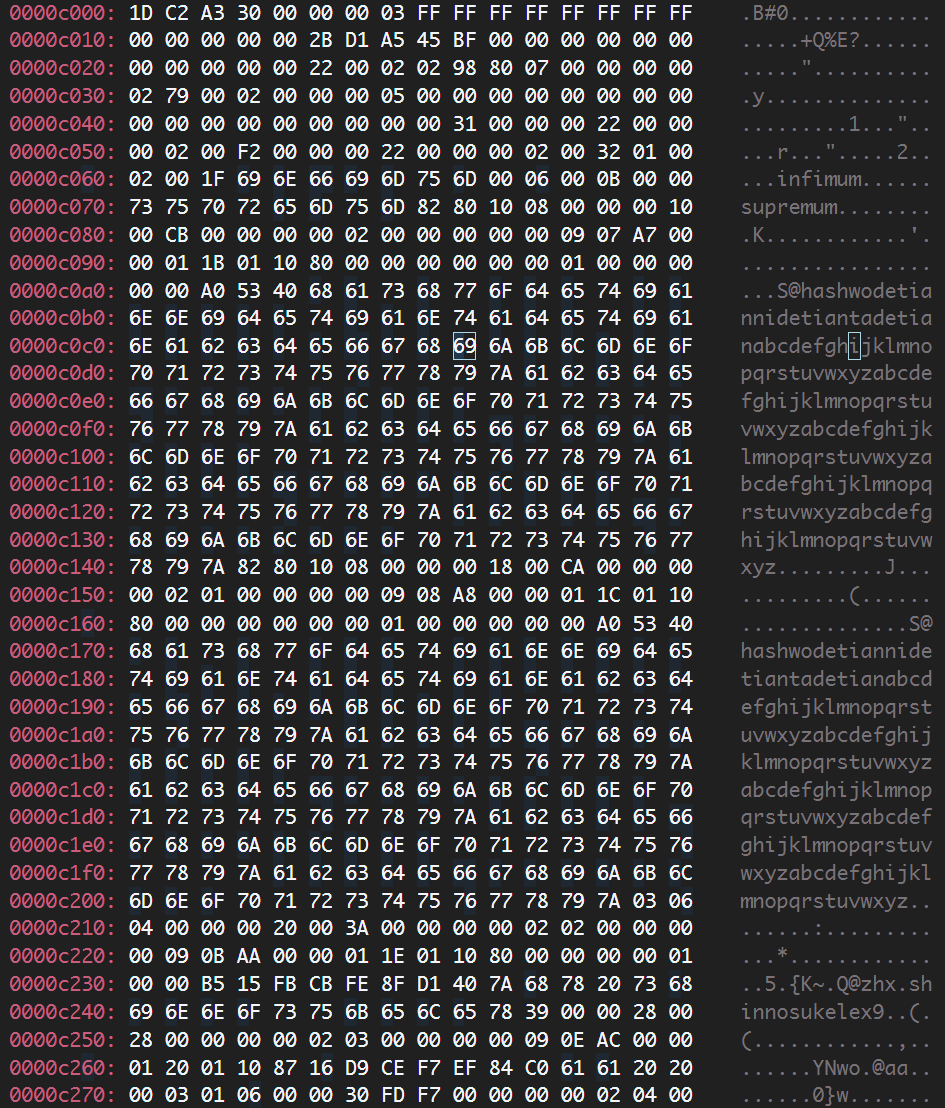 0000c000: 1D C2 A3 30 00 00 00 03 FF FF FF FF FF FF FF FF .B#0............
0000c010: 00 00 00 00 00 2B D1 A5 45 BF 00 00 00 00 00 00 .....+Q%E?......
0000c020: 00 00 00 00 00 22 00 02 02 98 80 07 00 00 00 00 ....."..........
0000c030: 02 79 00 02 00 00 00 05 00 00 00 00 00 00 00 00 .y..............
0000c040: 00 00 00 00 00 00 00 00 00 31 00 00 00 22 00 00 .........1..."..
0000c050: 00 02 00 F2 00 00 00 22 00 00 00 02 00 32 01 00 ...r...".....2..
0000c060: 02 00 1F 69 6E 66 69 6D 75 6D 00 06 00 0B 00 00 ...infimum......
0000c070: 73 75 70 72 65 6D 75 6D 82 80 10 08 00 00 00 10 supremum........
0000c080: 00 CB 00 00 00 00 02 00 00 00 00 00 09 07 A7 00 .K............'.
0000c090: 00 01 1B 01 10 80 00 00 00 00 00 00 01 00 00 00 ................
0000c0a0: 00 00 A0 53 40 68 61 73 68 77 6F 64 65 74 69 61 ...S@hashwodetia
0000c0b0: 6E 6E 69 64 65 74 69 61 6E 74 61 64 65 74 69 61 nnidetiantadetia
0000c0c0: 6E 61 62 63 64 65 66 67 68 69 6A 6B 6C 6D 6E 6F nabcdefghijklmno
0000c0d0: 70 71 72 73 74 75 76 77 78 79 7A 61 62 63 64 65 pqrstuvwxyzabcde
0000c0e0: 66 67 68 69 6A 6B 6C 6D 6E 6F 70 71 72 73 74 75 fghijklmnopqrstu
0000c0f0: 76 77 78 79 7A 61 62 63 64 65 66 67 68 69 6A 6B vwxyzabcdefghijk
0000c100: 6C 6D 6E 6F 70 71 72 73 74 75 76 77 78 79 7A 61 lmnopqrstuvwxyza
0000c110: 62 63 64 65 66 67 68 69 6A 6B 6C 6D 6E 6F 70 71 bcdefghijklmnopq
0000c120: 72 73 74 75 76 77 78 79 7A 61 62 63 64 65 66 67 rstuvwxyzabcdefg
0000c130: 68 69 6A 6B 6C 6D 6E 6F 70 71 72 73 74 75 76 77 hijklmnopqrstuvw
0000c140: 78 79 7A 82 80 10 08 00 00 00 18 00 CA 00 00 00 xyz.........J...
0000c150: 00 02 01 00 00 00 00 09 08 A8 00 00 01 1C 01 10 .........(......
0000c160: 80 00 00 00 00 00 00 01 00 00 00 00 00 A0 53 40 ..............S@
0000c170: 68 61 73 68 77 6F 64 65 74 69 61 6E 6E 69 64 65 hashwodetiannide
0000c180: 74 69 61 6E 74 61 64 65 74 69 61 6E 61 62 63 64 tiantadetianabcd
0000c190: 65 66 67 68 69 6A 6B 6C 6D 6E 6F 70 71 72 73 74 efghijklmnopqrst
0000c1a0: 75 76 77 78 79 7A 61 62 63 64 65 66 67 68 69 6A uvwxyzabcdefghij
0000c1b0: 6B 6C 6D 6E 6F 70 71 72 73 74 75 76 77 78 79 7A klmnopqrstuvwxyz
0000c1c0: 61 62 63 64 65 66 67 68 69 6A 6B 6C 6D 6E 6F 70 abcdefghijklmnop
0000c1d0: 71 72 73 74 75 76 77 78 79 7A 61 62 63 64 65 66 qrstuvwxyzabcdef
0000c1e0: 67 68 69 6A 6B 6C 6D 6E 6F 70 71 72 73 74 75 76 ghijklmnopqrstuv
0000c1f0: 77 78 79 7A 61 62 63 64 65 66 67 68 69 6A 6B 6C wxyzabcdefghijkl
0000c200: 6D 6E 6F 70 71 72 73 74 75 76 77 78 79 7A 03 06 mnopqrstuvwxyz..
0000c210: 04 00 00 00 20 00 3A 00 00 00 00 02 02 00 00 00 ......:.........
0000c220: 00 09 0B AA 00 00 01 1E 01 10 80 00 00 00 00 01 ...*............
0000c230: 00 00 B5 15 FB CB FE 8F D1 40 7A 68 78 20 73 68 ..5.{K~.Q@zhx.sh
0000c240: 69 6E 6E 6F 73 75 6B 65 6C 65 78 39 00 00 28 00 innosukelex9..(.
0000c250: 28 00 00 00 00 02 03 00 00 00 00 09 0E AC 00 00 (............,..
0000c260: 01 20 01 10 87 16 D9 CE F7 EF 84 C0 61 61 20 20 ......YNwo.@aa..
0000c270: 00 03 01 06 00 00 30 FD F7 00 00 00 00 02 04 00 ......0}w.......